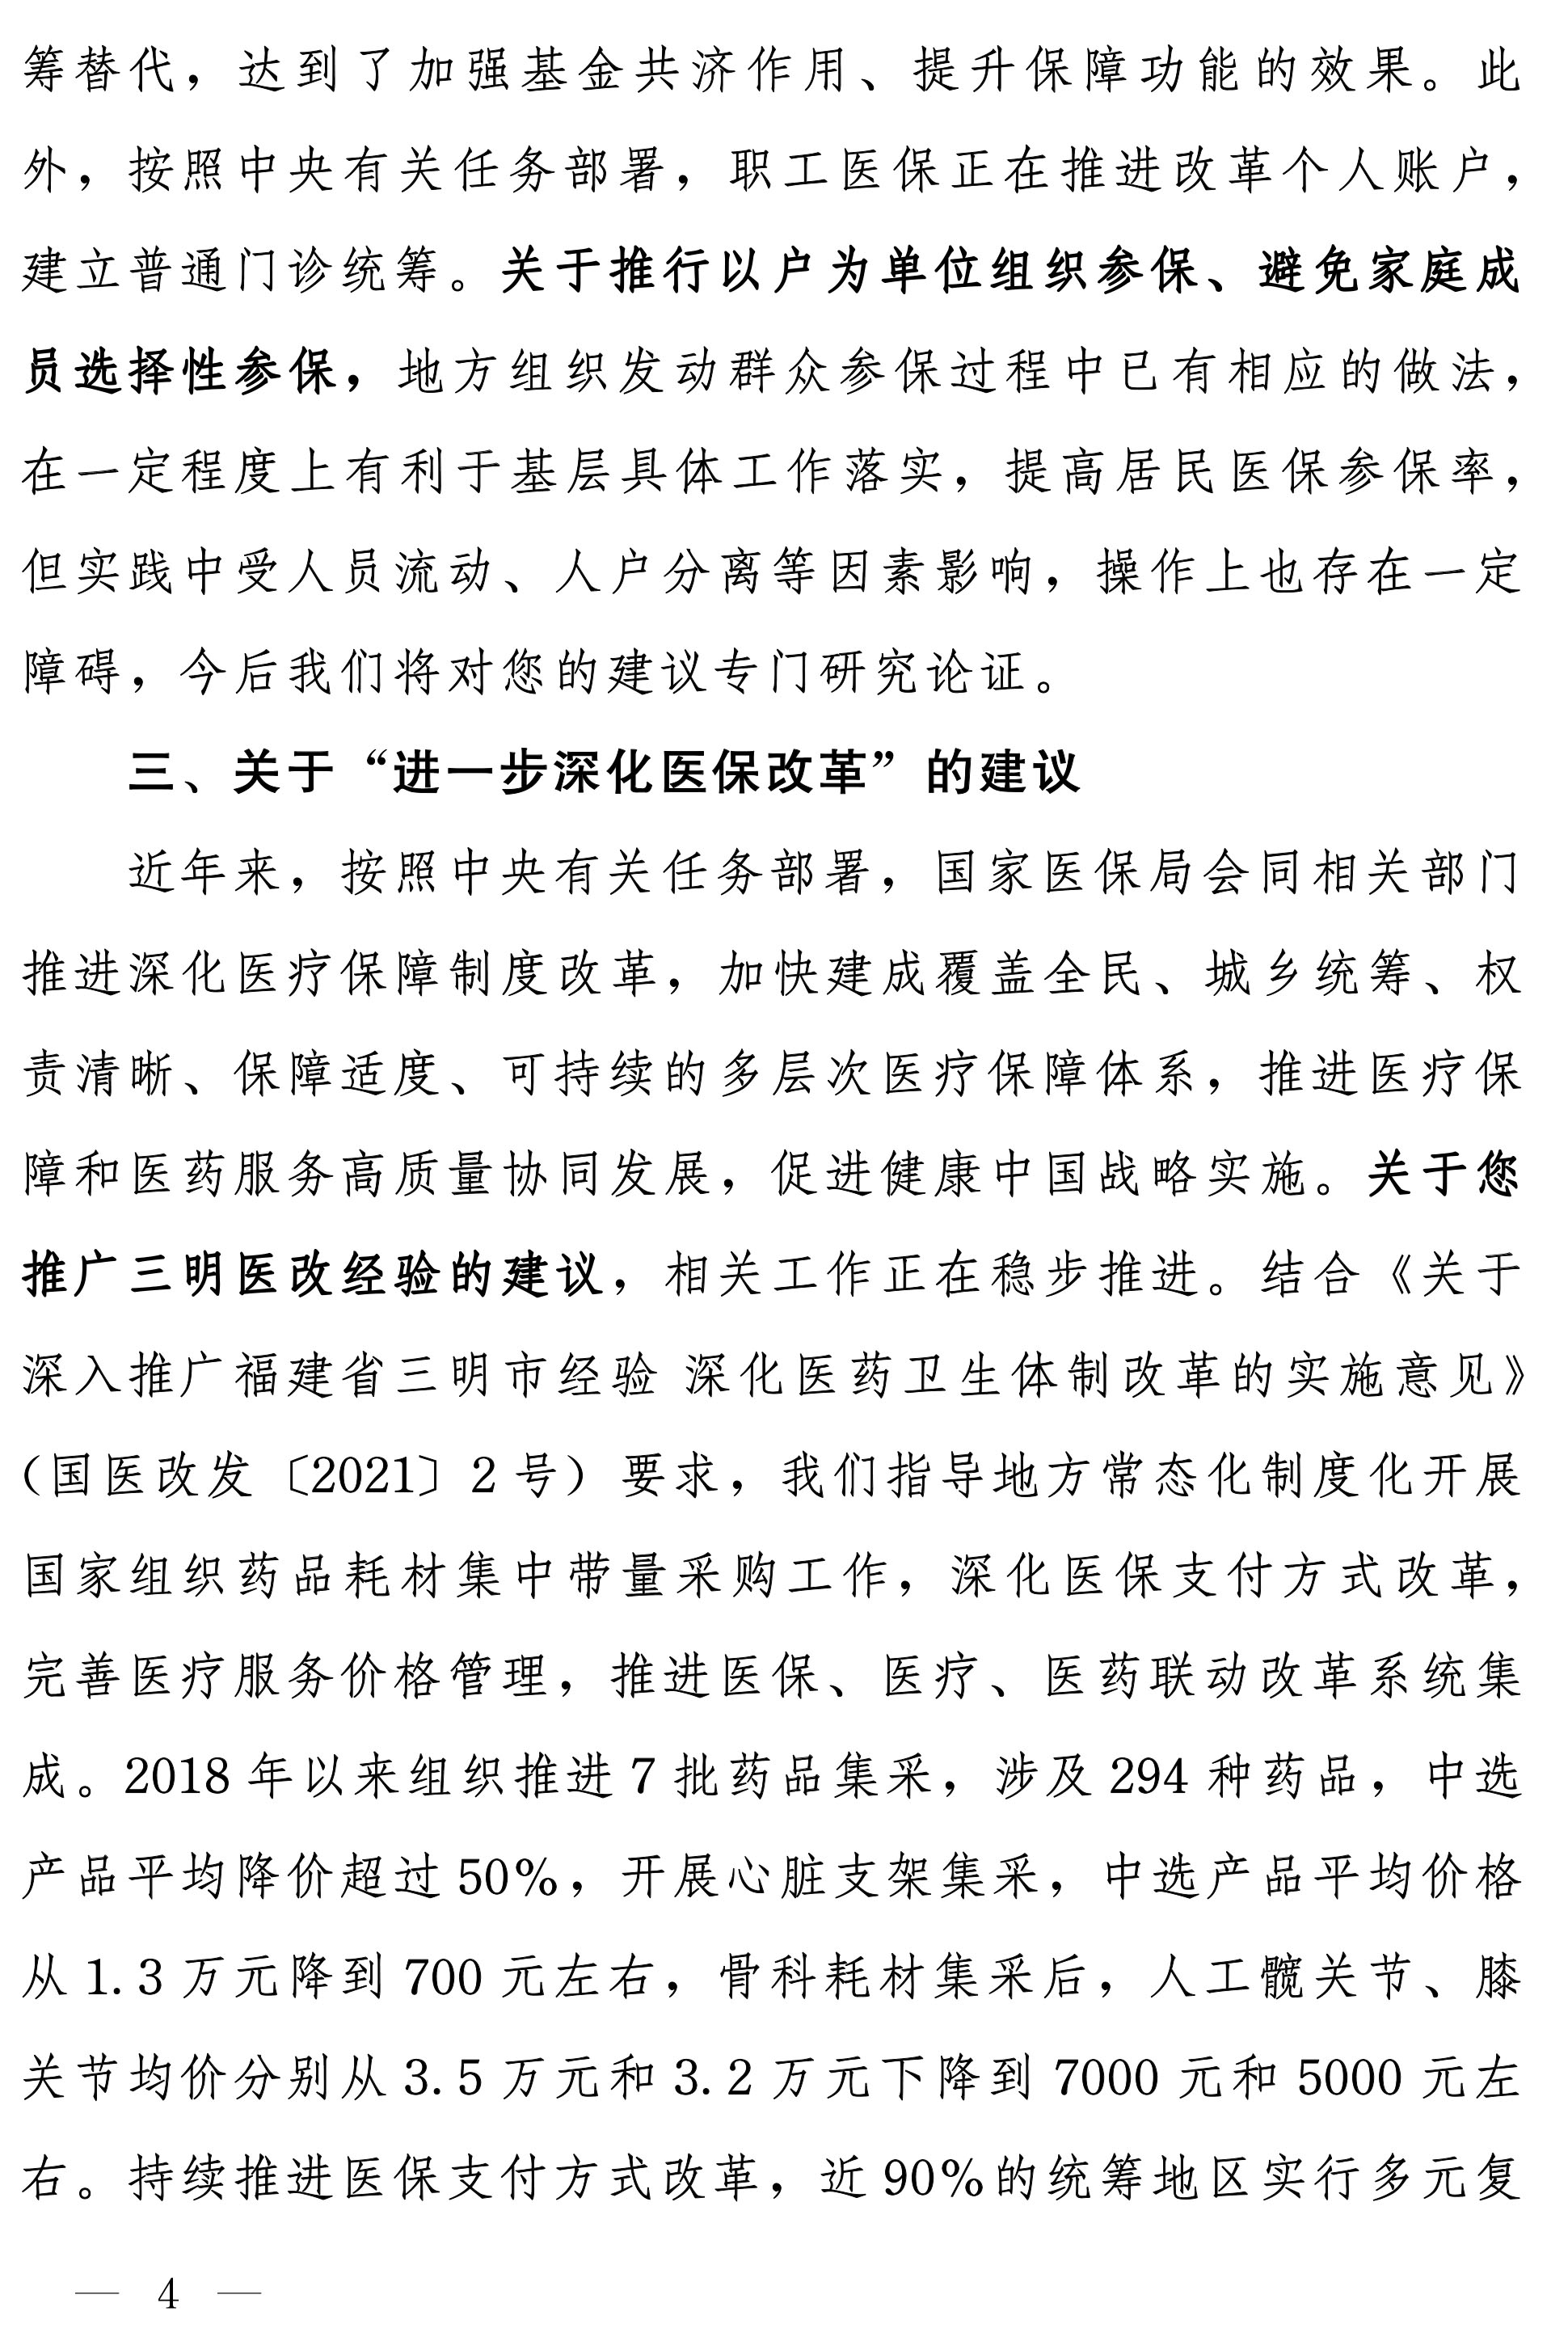 筹替代，达到了加强基金共济作用、提升保障功能的效果。此
外，按照中央有关任务部署，职工医保正在推进改革个人账户，
建立普通门诊统筹。关于推行以户为单位组织参保、避免家庭成
员选择性参保，地方组织发动群众参保过程中已有相应的做法，
在一定程度上有利于基层具体工作落实，提高居民医保参保率，
但实践中受人员流动、人户分离等因素影响，操作上也存在一定
障碍，今后我们将对您的建议专门研究论证。
三、关于“进一步深化医保改革”的建议
近年来，按照中央有关任务部署，国家医保局会同相关部门
推进深化医疗保障制度改革，加快建成覆盖全民、城乡统筹、权
责清晰、保障适度、可持续的多层次医疗保障体系，推进医疗保
障和医药服务高质量协同发展，促进健康中国战略实施。关于您
推广三明医改经验的建议，相关工作正在稳步推进。结合《关于
深入推广福建省三明市经验 深化医药卫生体制改革的实施意见》
（国医改发〔2021〕2 号）要求，我们指导地方常态化制度化开展
国家组织药品耗材集中带量采购工作，深化医保支付方式改革，
完善医疗服务价格管理，推进医保、医疗、医药联动改革系统集
成。2018 年以来组织推进 7 批药品集采，涉及 294 种药品，中选
产品平均降价超过 50%，开展心脏支架集采，中选产品平均价格
从 1.3 万元降到 700 元左右，骨科耗材集采后，人工髋关节、膝
关节均价分别从 3.5 万元和 3.2 万元下降到 7000 元和 5000 元左
右。持续推进医保支付方式改革，近 90%的统筹地区实行多元复
— 4 —